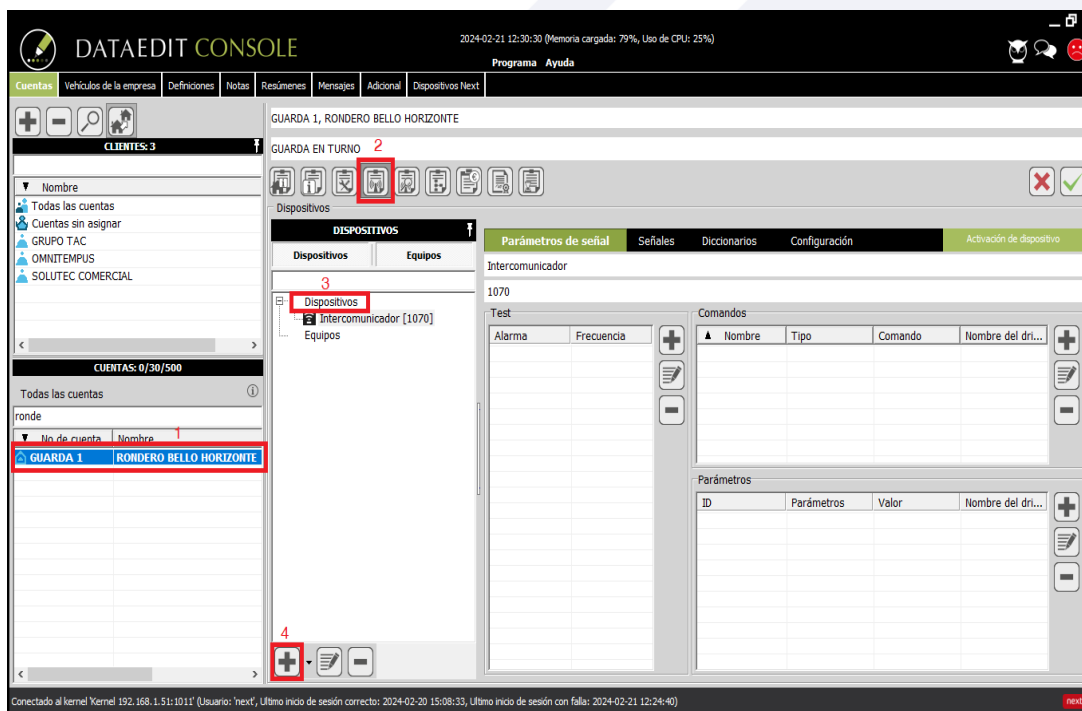 DATAEDIT CONSOLE
2024-02-21 12:30:30 (Memoria cargada: 79%, Uso de CPU: 25%)
Programa Ayuda
Cuentas Vehículos de la empresa Definiciones Notas Resúmenes Mensajes Adicional Dispositivos Next
CLIENTES: 3
Nombre
Todas las cuentas
Cuentas sin asignar
GRUPO TAC
OMNITEMPUS
SOLUTEC COMERCIAL
CUENTAS: 0/30/500
Todas las cuentas
ronde
No de cuenta Nombre
1
GUARDA 1 RONDERO BELLO HORIZONTE
GUARDA 1, RONDERO BELLO HORIZONTE
GUARDA EN TURNO
2
Dispositivos
DISPOSITIVOS
Dispositivos Equipos
3
Dispositivos
Intercomunicador [1070]
Equipos
4
Parámetros de señal Señales Diccionarios Configuración Activación de dispositivo
Intercomunicador
1070
Test
Alarma Frecuencia
Comandos
Nombre Tipo Comando Nombre del dri...
Parámetros
ID Parámetros Valor Nombre del dri...
Conectado al kernel 'Kernel 192.168.1.51:1011' (Usuario: 'next', Ultimo inicio de sesión correcto: 2024-02-20 15:08:33, Ultimo inicio de sesión con falla: 2024-02-21 12:24:40)
next